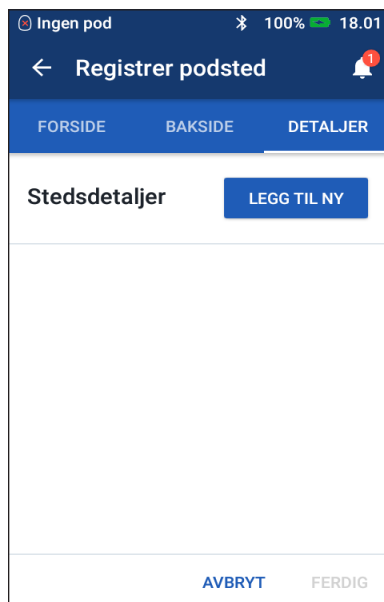 Ingen pod 100% 18.01
Registrer podsted 1
FORSIDE BAKSIDE DETALJER
Stedsdetaljer LEGG TIL NY
AVBRYT FERDIG